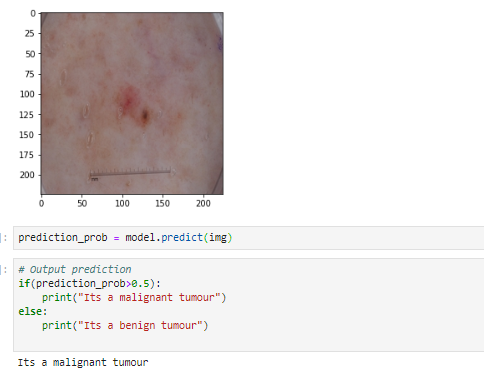 0
25
50
75
100
125
150
175
200
0 50 100 150 200
]: prediction_prob = model.predict(img)
]: # Output prediction
if(prediction_prob>0.5):
    print("Its a malignant tumour")
else:
    print("Its a benign tumour")
Its a malignant tumour